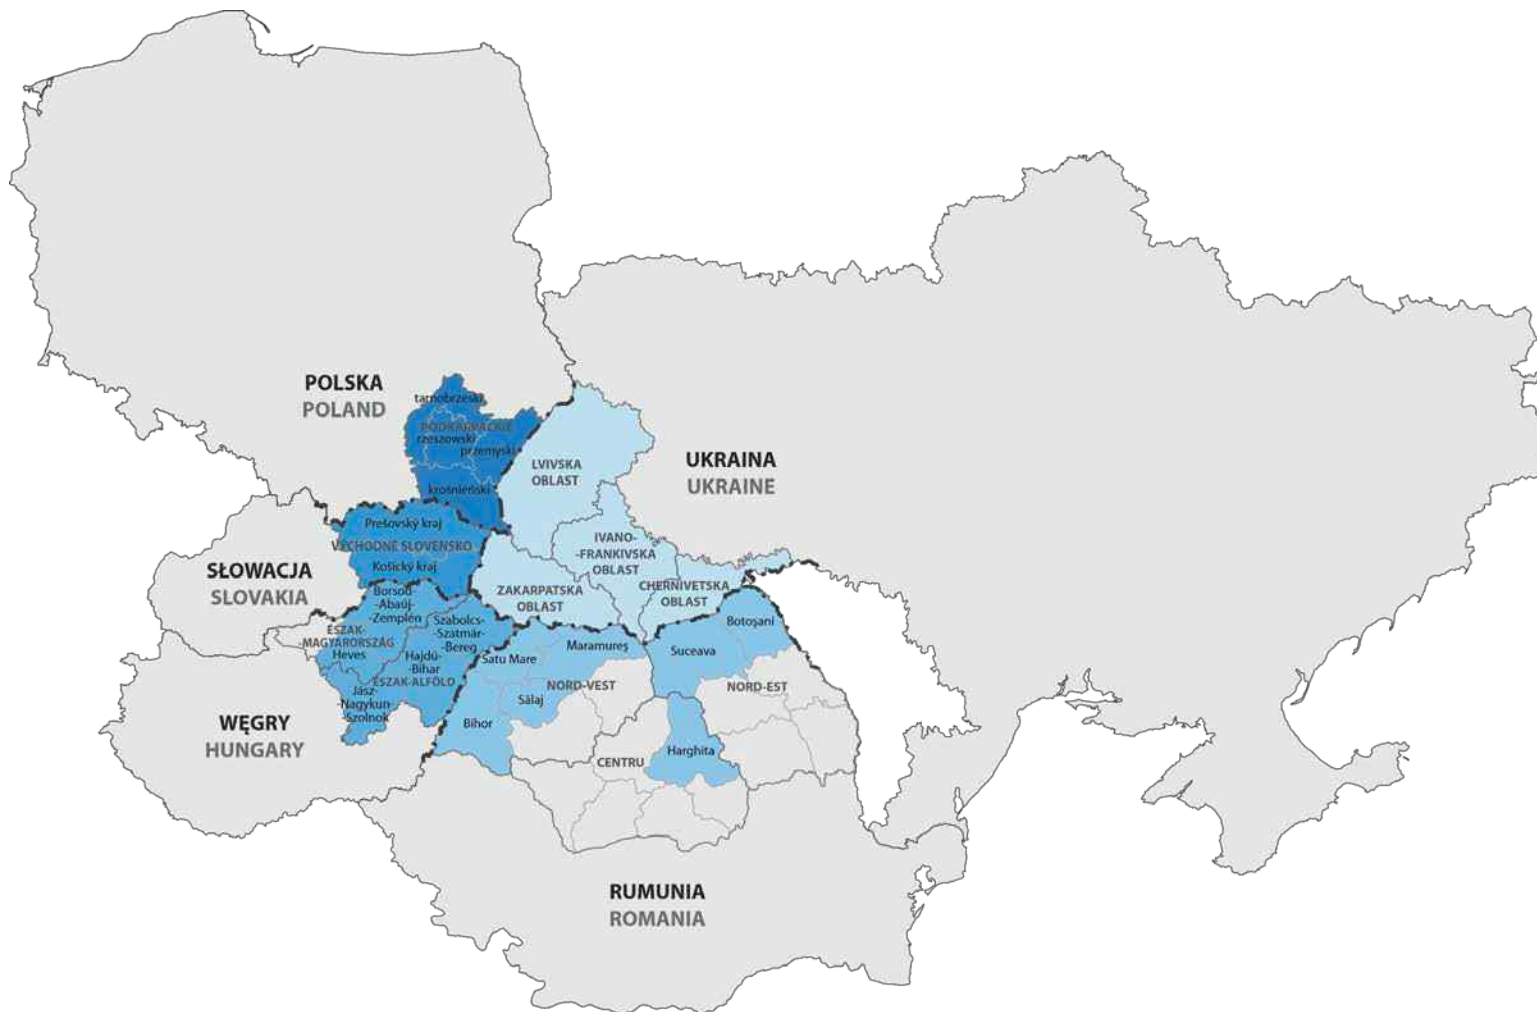 POLSKA
POLAND
tarnobrzeski
PODKARPACKIE
rzeszowski
przemyski
krośnieński
LVIVSKA
OBLAST
UKRAINA
UKRAINE
Prešovský kraj
VÝCHODNÉ SLOVENSKO
Košický kraj
IVANO-
-FRANKIVSKA
OBLAST
SŁOWACJA
SLOVAKIA
ZAKARPATSKA
OBLAST
CHERNIVETSKA
OBLAST
Borsod-
-Abaúj-
-Zemplén
Szabolcs-
-Szatmár-
-Bereg
ÉSZAK-
-MAGYARORSZÁG
Heves
Hajdú-
-Bihar
ÉSZAK-ALFÖLD
Jász-
-Nagykun-
-Szolnok
Satu Mare
Maramureş
Suceava
Botoşani
NORD-VEST
Sălaj
NORD-EST
Bihor
WĘGRY
HUNGARY
Harghita
CENTRU
RUMUNIA
ROMANIA